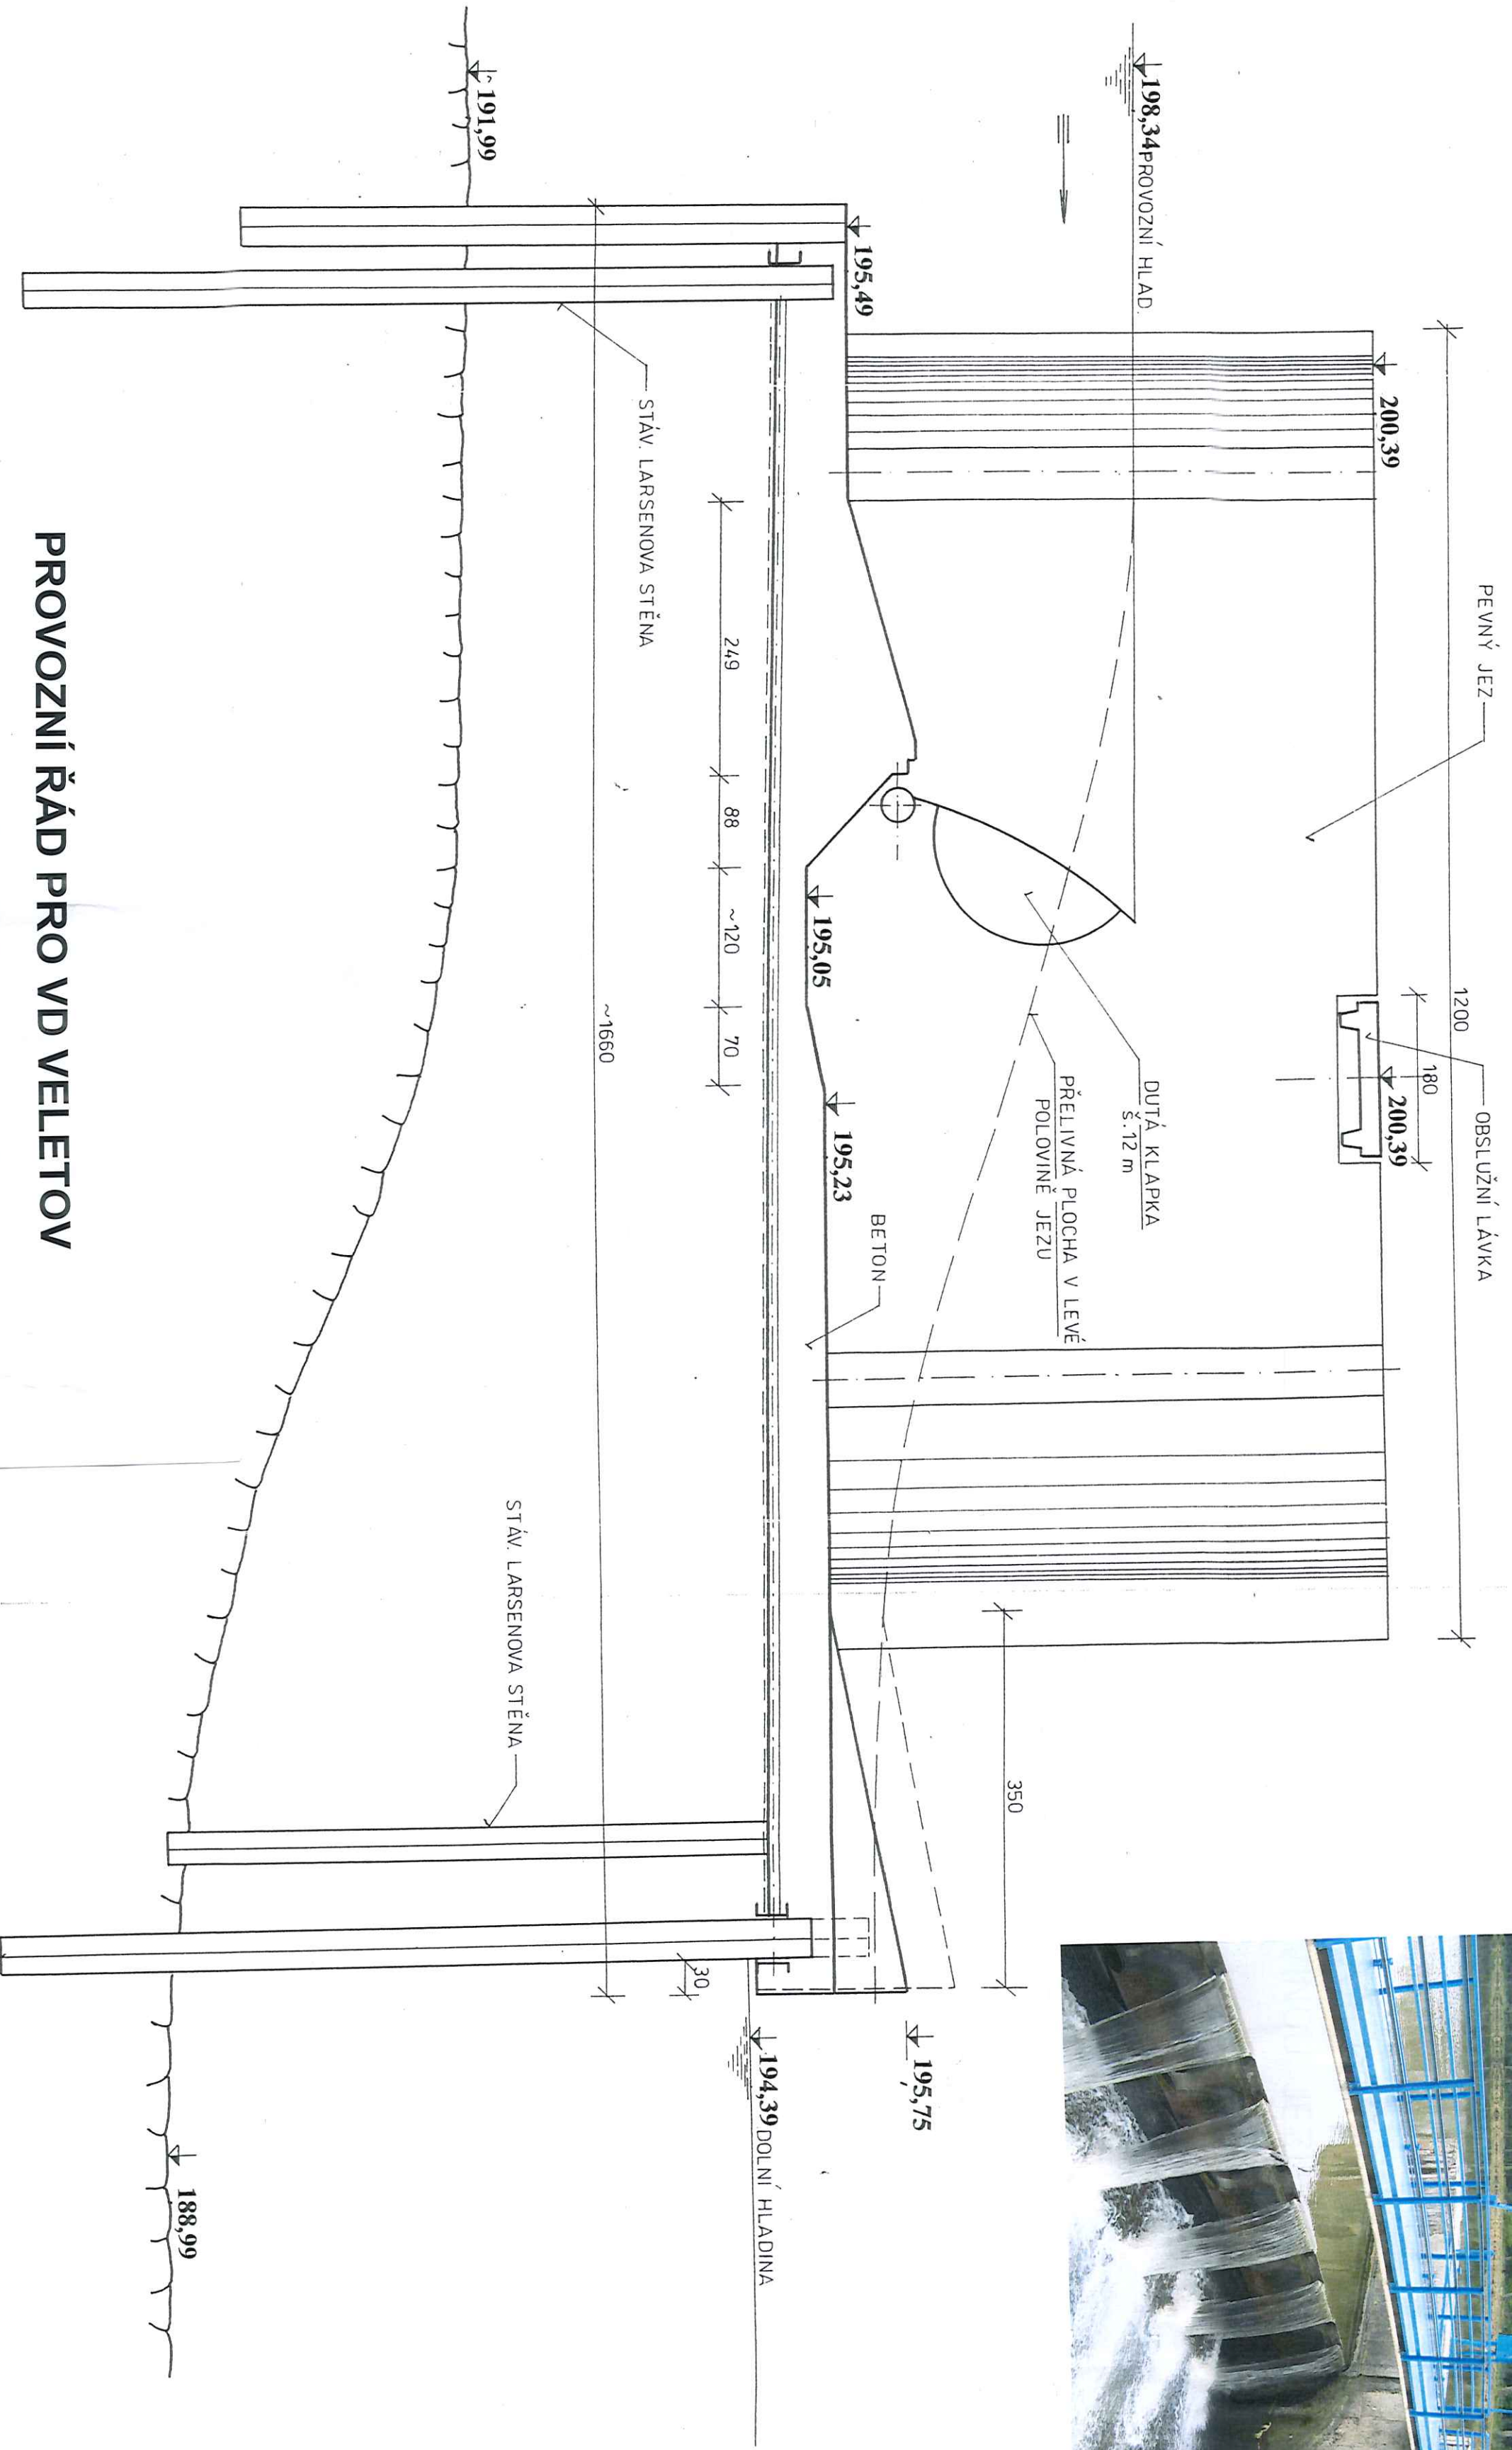 PEVNÝ JEZ
OBSLUŽNÍ LÁVKA
1200
180
200,39
200,39
198,34 PROVOZNÍ HLAD.
DUTÁ KLAPKA
š. 12 m
PŘELIVNÁ PLOCHA V LEVÉ
POLOVINĚ JEZU
350
195,75
BETON
195,49
195,05
195,23
194,39 DOLNÍ HLADINA
249
88
~120
70
30
STÁV. LARSENOVA STĚNA
~1660
STÁV. LARSENOVA STĚNA
191,99
188,99
PROVOZNÍ ŘÁD PRO VD VELETOV